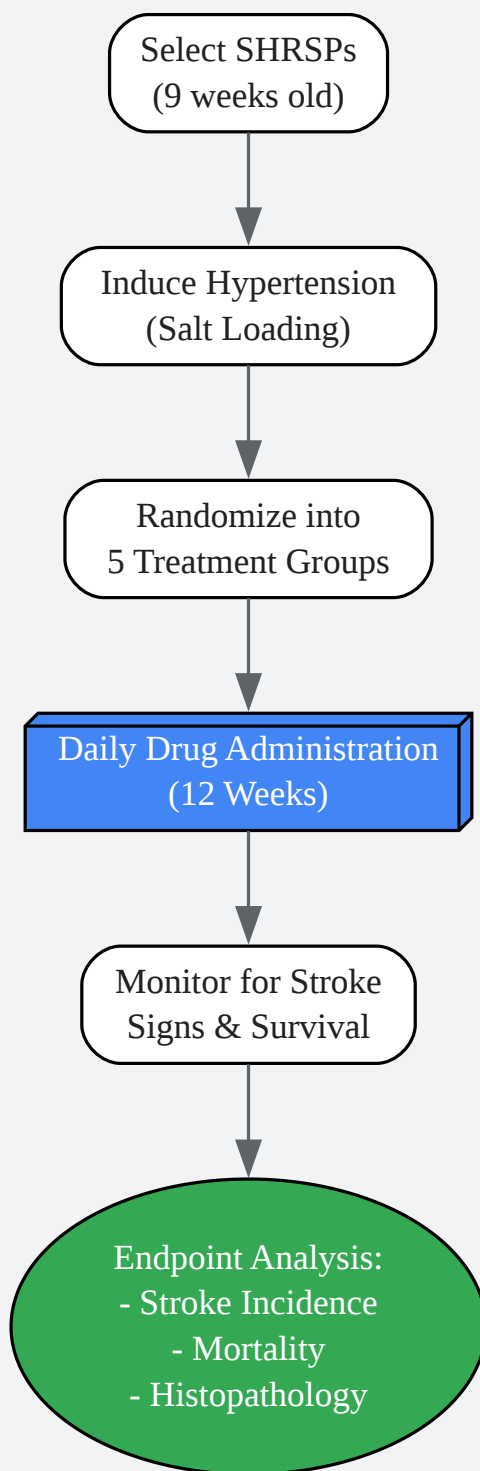 Select SHRSPs
(9 weeks old)
Induce Hypertension
(Salt Loading)
Randomize into
5 Treatment Groups
Daily Drug Administration
(12 Weeks)
Monitor for Stroke
Signs & Survival
Endpoint Analysis:
- Stroke Incidence
- Mortality
- Histopathology